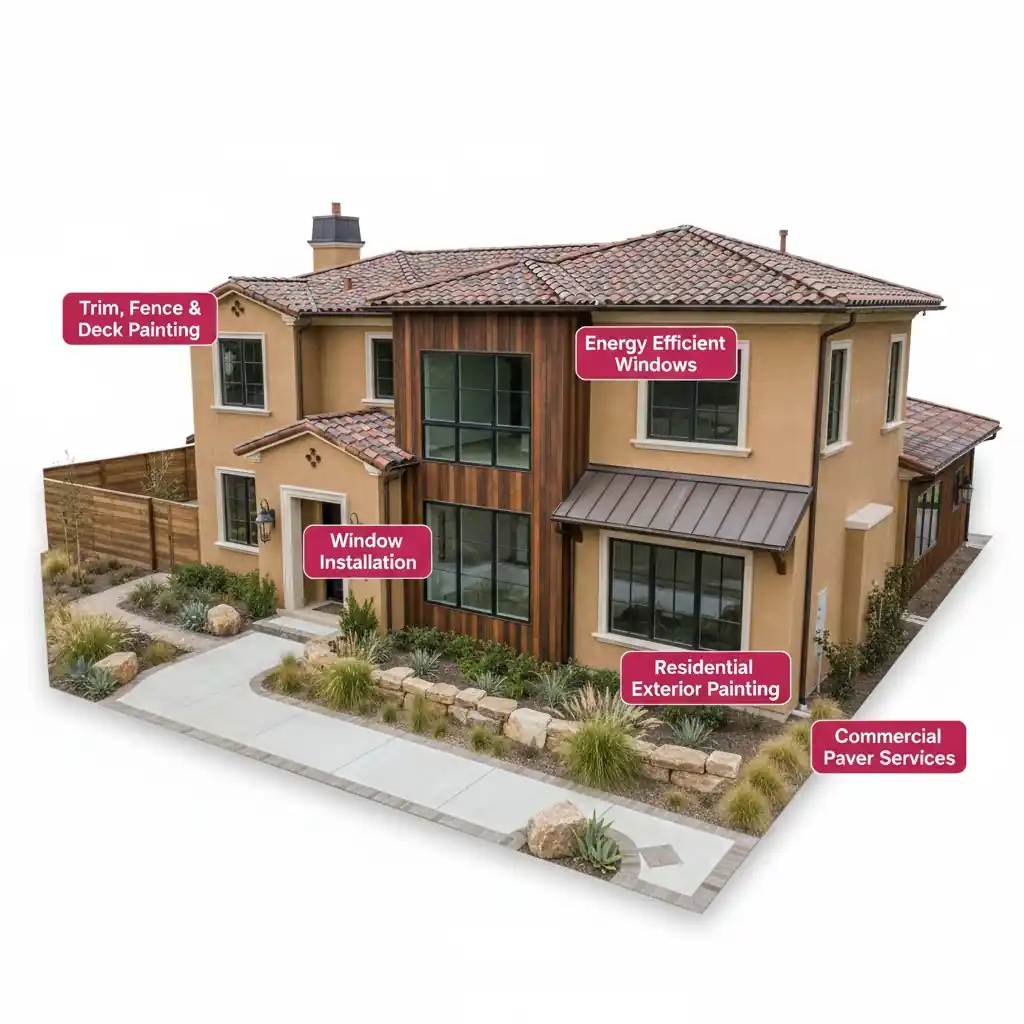 Trim, Fence &
Deck Painting
Energy Efficient
Windows
Window
Installation
Residential
Exterior Painting
Commercial
Paver Services